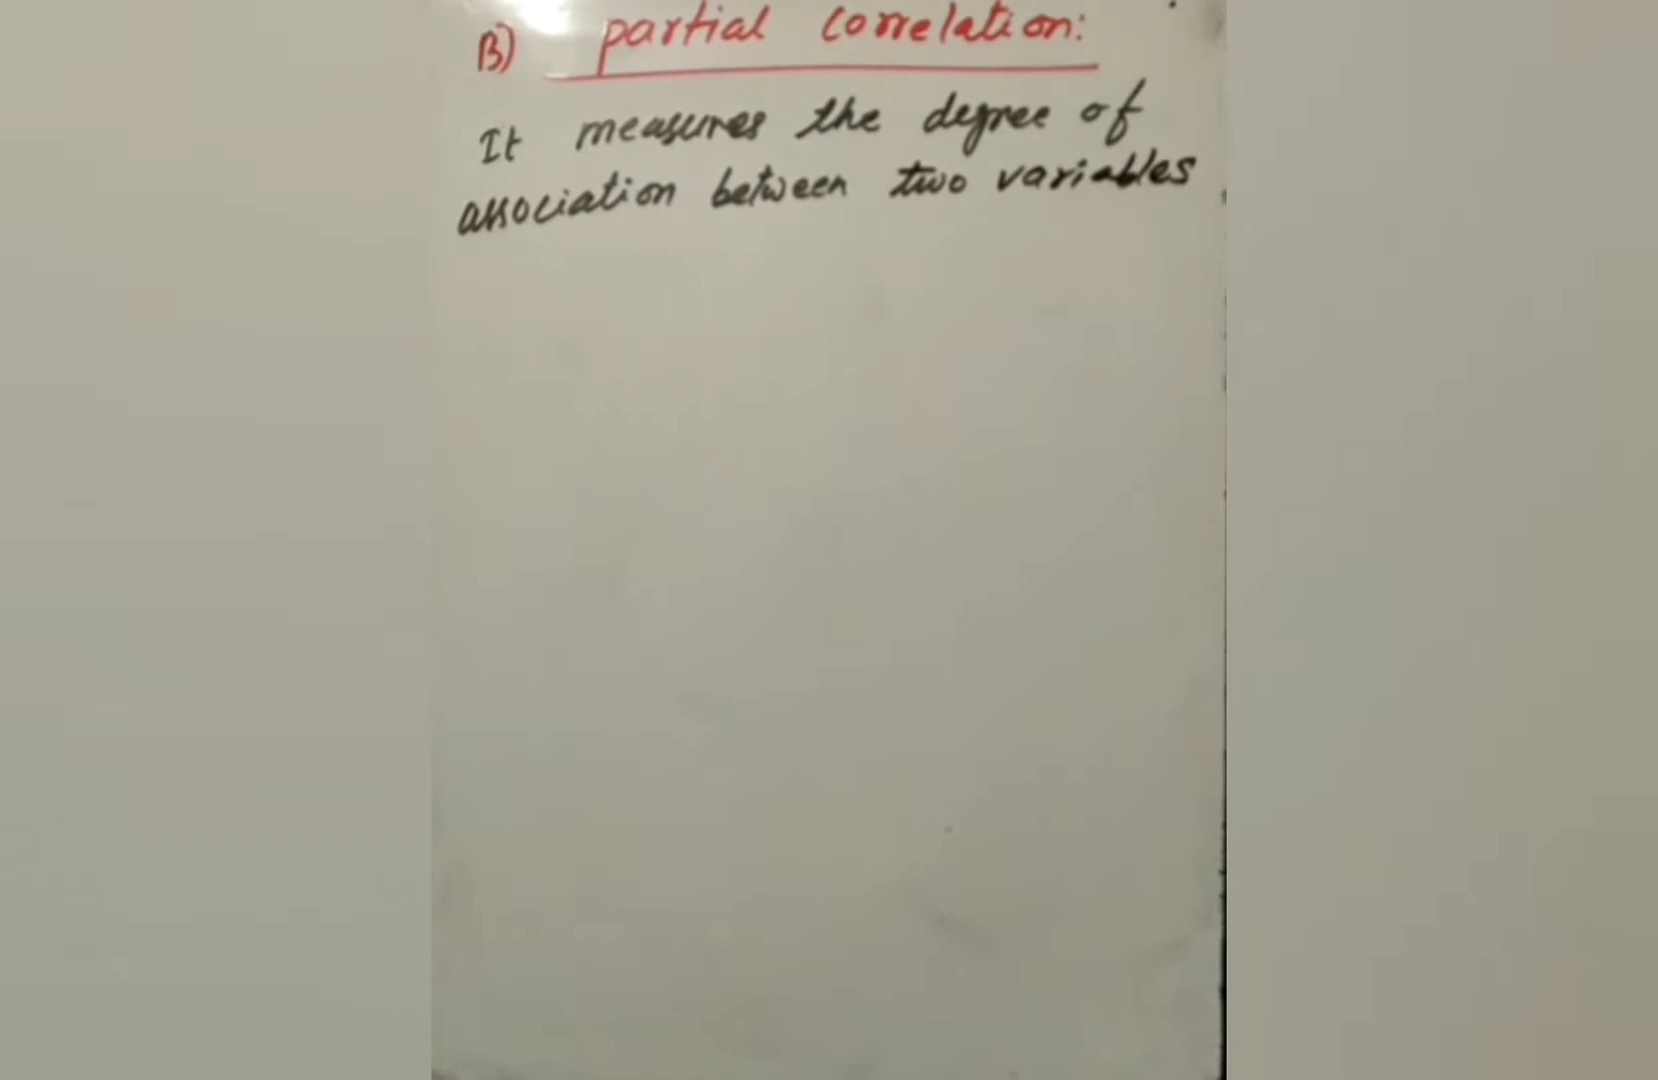 B) partial correlation:
It measures the degree of
association between two variables